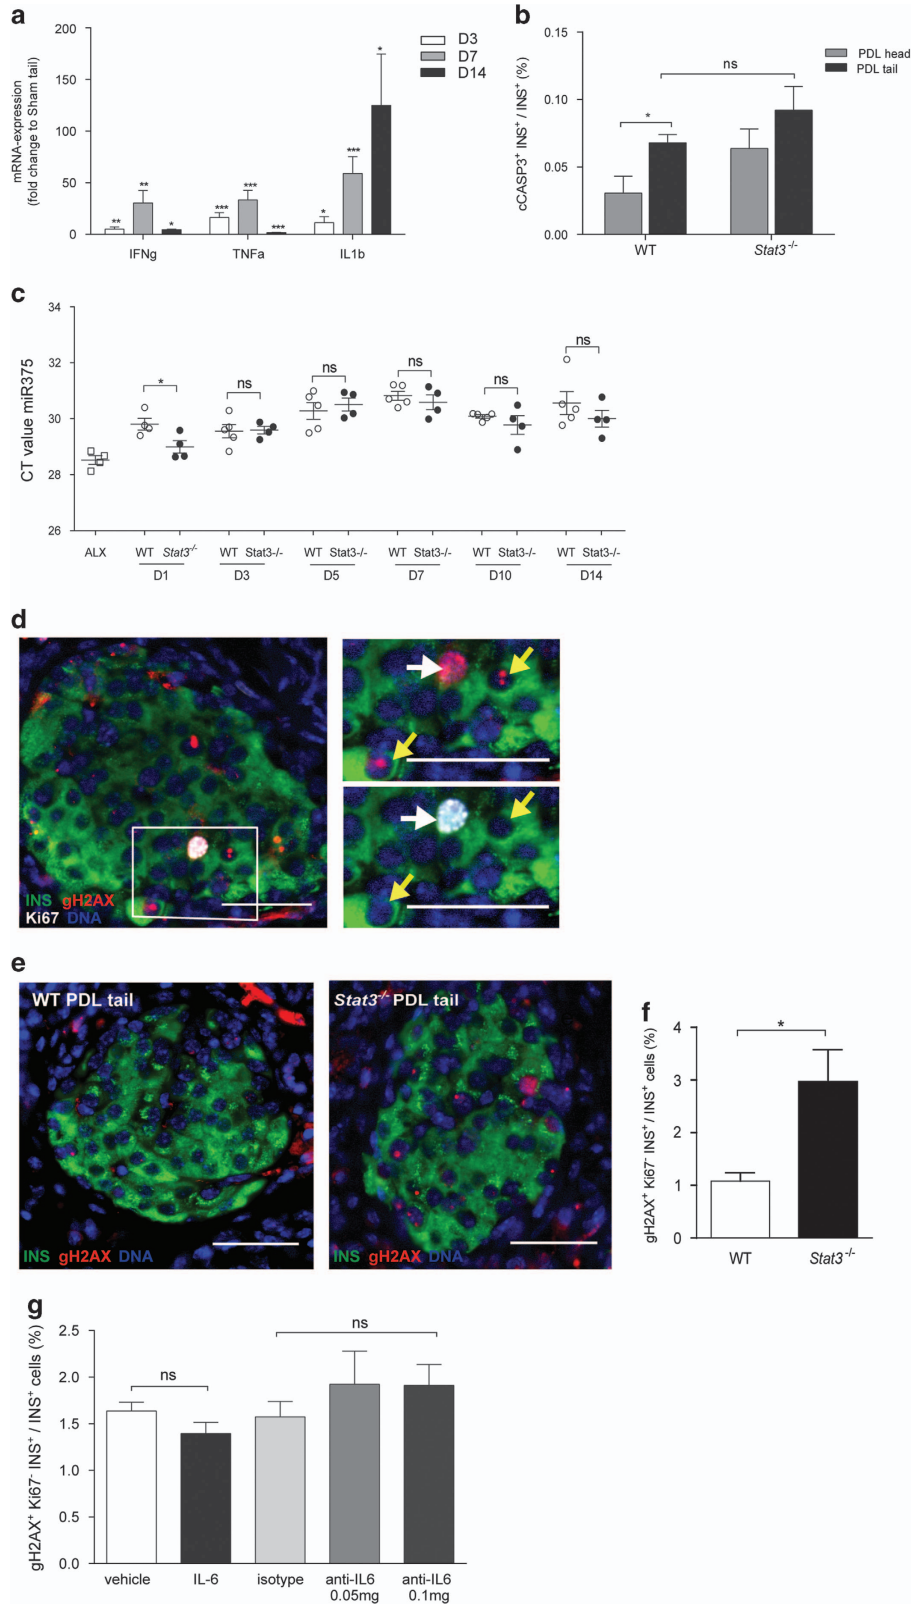 a
mRNA-expression
(fold change to Sham tail)
200
150
100
50
0
D3
D7
D14
** ** *
*** *** ***
* *** *
IFNg TNFa IL1b
b
cCASP3+ INS+ / INS+ (%)
0.15
0.10
0.05
0.00
PDL head
PDL tail
ns
*
WT Stat3-/-
c
CT value miR375
34
32
30
28
26
* ns ns ns ns ns
ALX WT Stat3-/- WT Stat3-/- WT Stat3-/- WT Stat3-/- WT Stat3-/- WT Stat3-/-
D1 D3 D5 D7 D10 D14
d
INS gH2AX
Ki67 DNA
e
WT PDL tail
INS gH2AX DNA
Stat3-/- PDL tail
INS gH2AX DNA
f
gH2AX+ Ki67- INS+ / INS+ cells (%)
4
3
2
1
0
*
WT Stat3-/-
g
gH2AX+ Ki67- INS+ / INS+ cells (%)
2.5
2.0
1.5
1.0
0.5
0.0
ns
ns
vehicle IL-6 isotype anti-IL6 anti-IL6
0.05mg 0.1mg